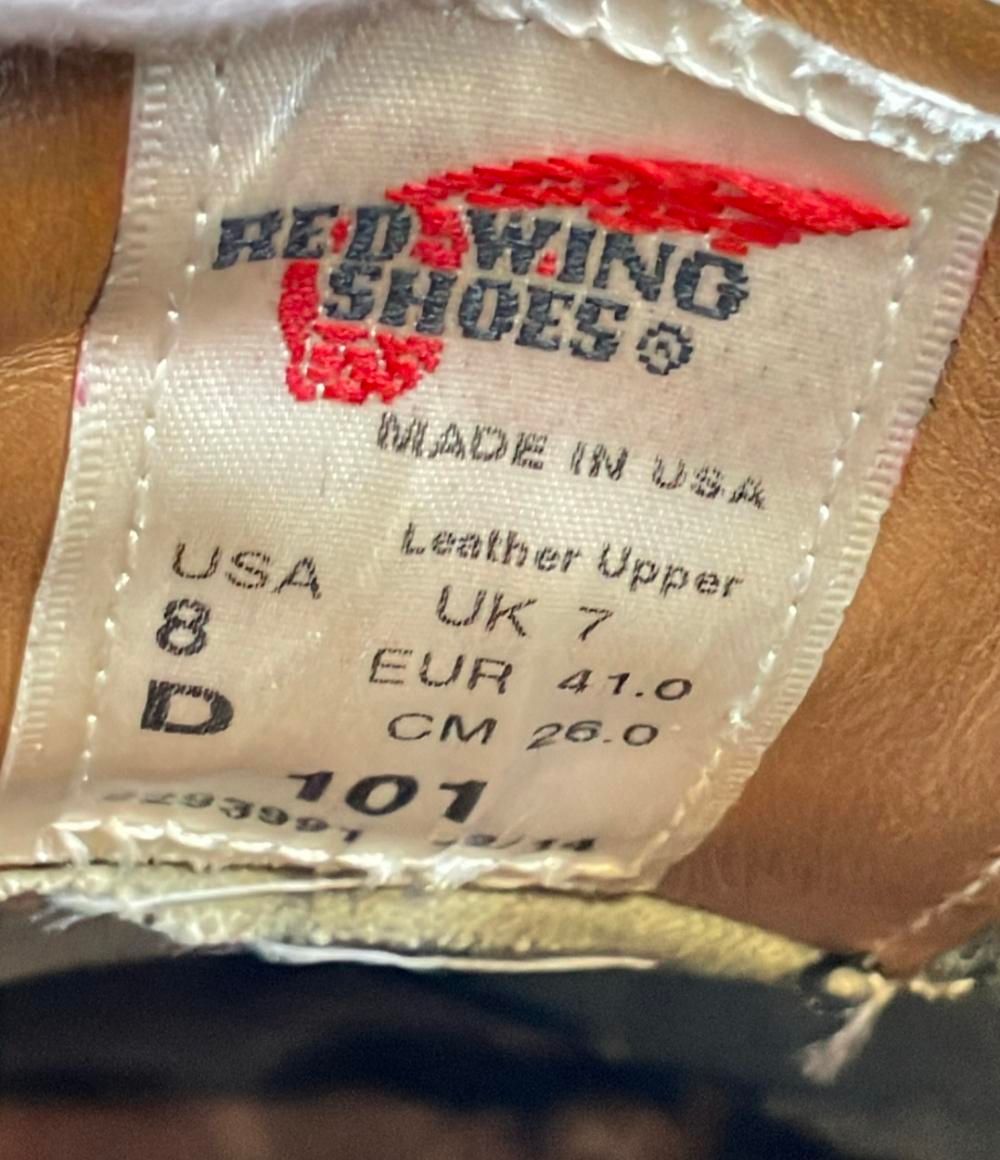 RED WING
SHOES®
MADE IN USA
Leather Upper
USA
8
D
UK 7
EUR 41.0
CM 26.0
101